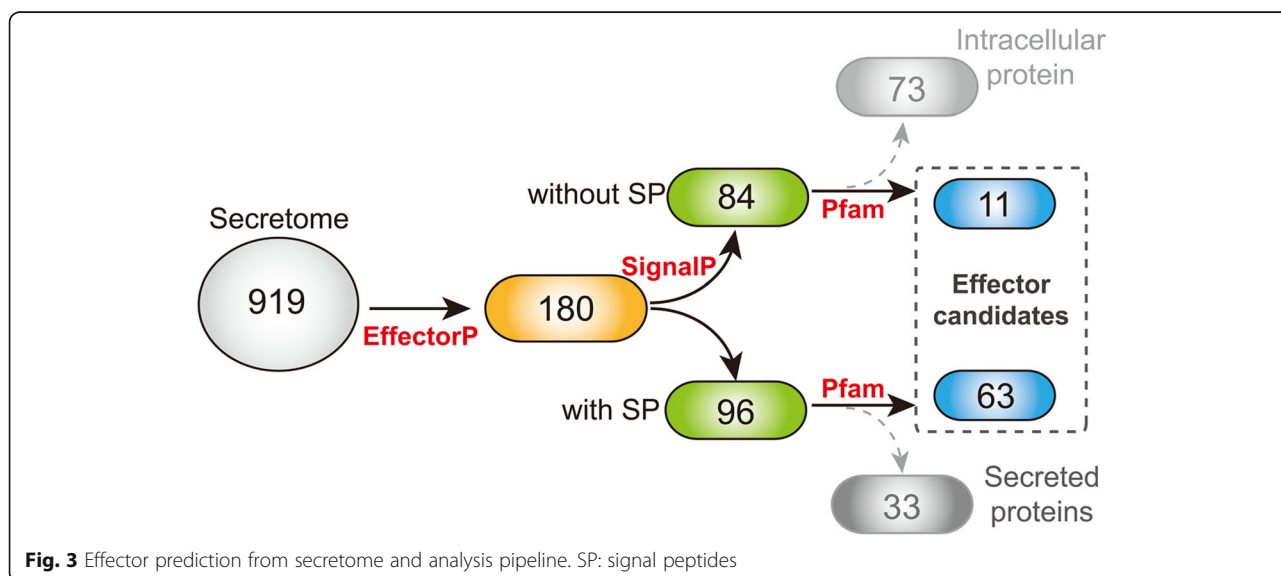 Intracellular
protein
73
without SP
84
Pfam
11
Secretome
919
EffectorP
180
SignalP
Effector
candidates
with SP
96
Pfam
63
33
Secreted
proteins
Fig. 3 Effector prediction from secretome and analysis pipeline. SP: signal peptides